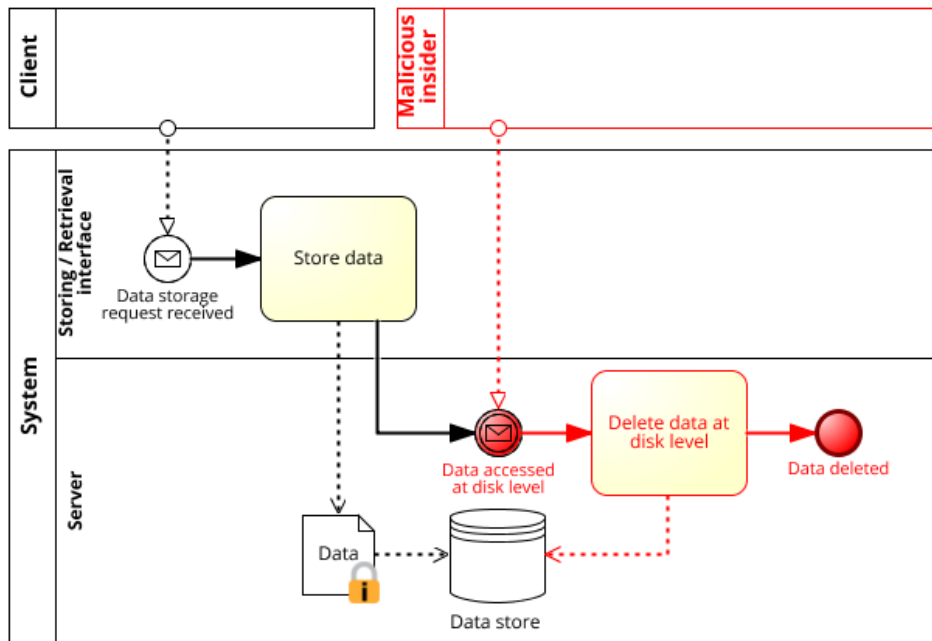 Client
Malicious
insider
System
Storing / Retrieval
interface
Data storage
request received
Store data
Server
Data accessed
at disk level
Delete data at
disk level
Data deleted
Data
i
Data store